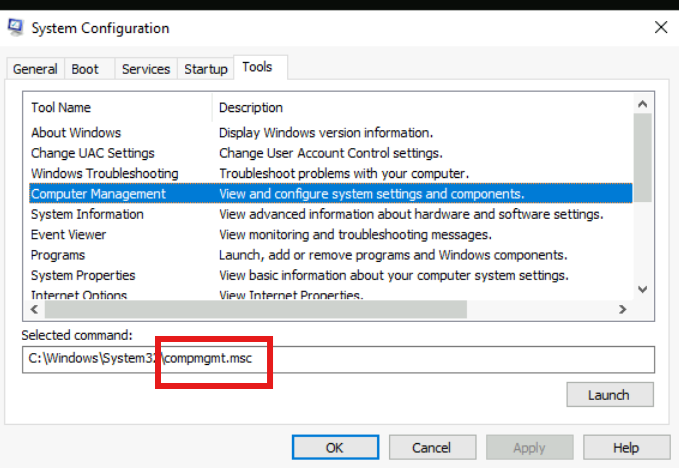 System Configuration
General Boot Services Startup Tools
Tool Name Description
About Windows Display Windows version information.
Change UAC Settings Change User Account Control settings.
Windows Troubleshooting Troubleshoot problems with your computer.
Computer Management View and configure system settings and components.
System Information View advanced information about hardware and software settings.
Event Viewer View monitoring and troubleshooting messages.
Programs Launch, add or remove programs and Windows components.
System Properties View basic information about your computer system settings.
Internet Options View Internet Properties.
Selected command:
C:\Windows\System32\compmgmt.msc
Launch
OK Cancel Apply Help